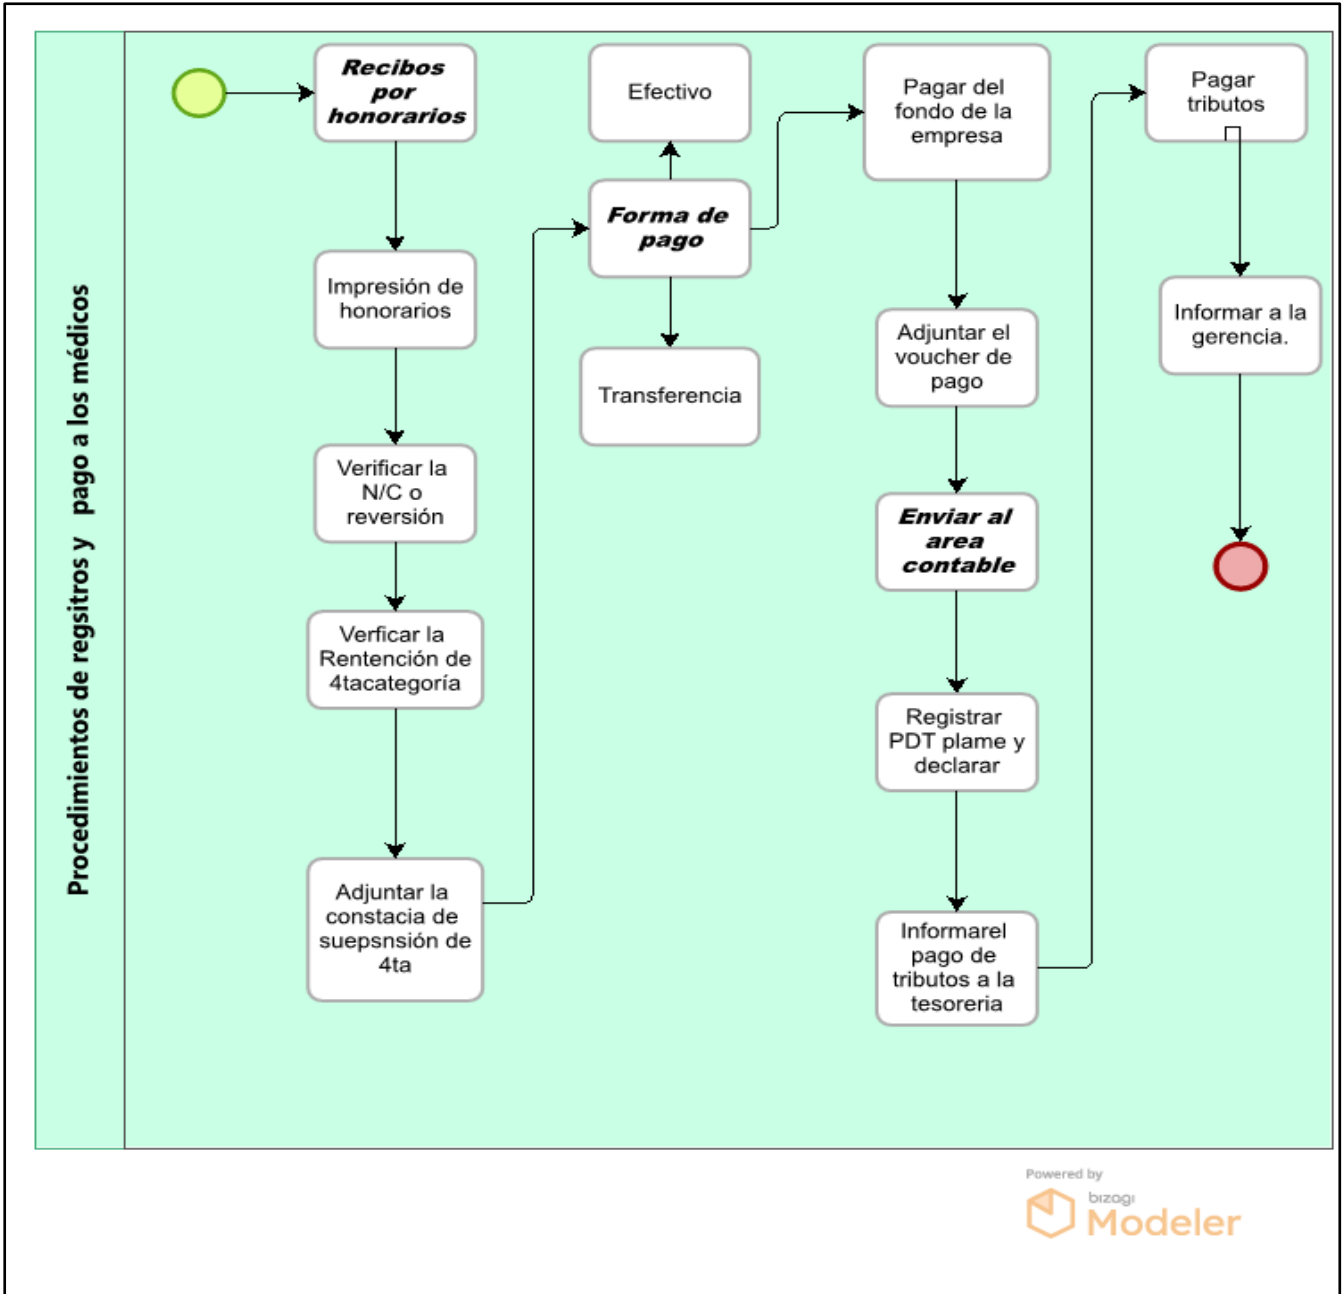 Procedimientos de regsitros y pago a los médicos
Recibos
por
honorarios
Impresión de
honorarios
Verificar la
N/C o
reversión
Verficar la
Rentención de
4tacategoría
Adjuntar la
constacia de
suepsnsión de
4ta
Efectivo
Forma de
pago
Transferencia
Pagar del
fondo de la
empresa
Adjuntar el
voucher de
pago
Enviar al
area
contable
Registrar
PDT plame y
declarar
Informarel
pago de
tributos a la
tesoreria
Pagar
tributos
Informar a la
gerencia.
Powered by
bizagi
Modeler